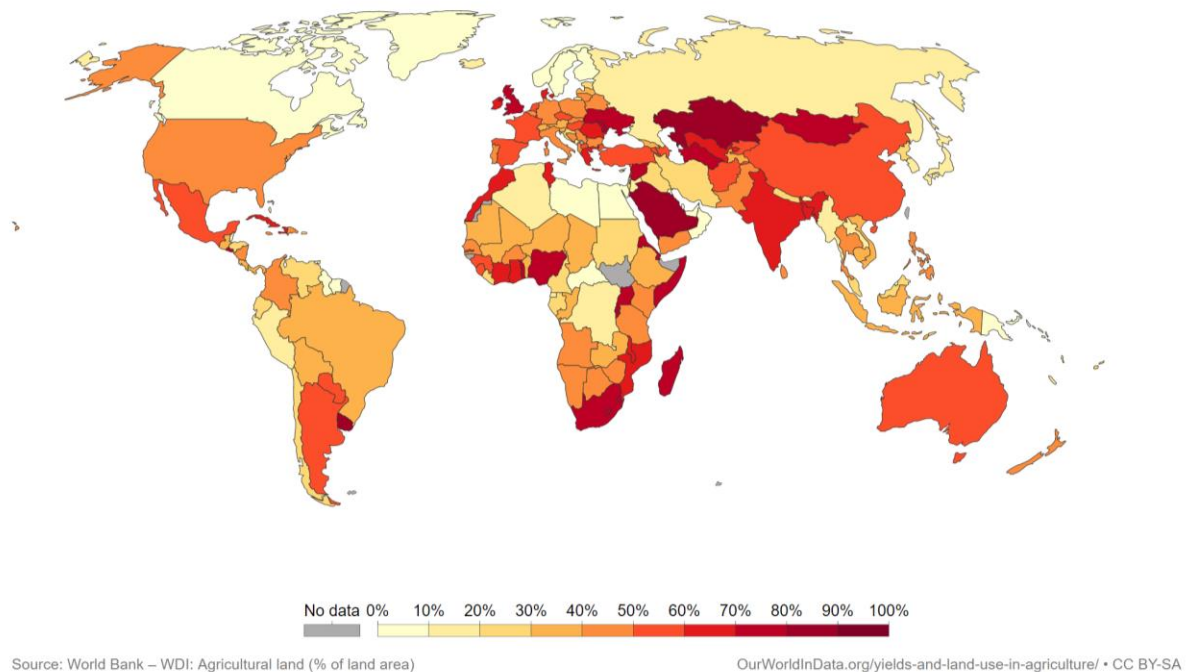 No data 0% 10% 20% 30% 40% 50% 60% 70% 80% 90% 100%
Source: World Bank – WDI: Agricultural land (% of land area) OurWorldInData.org/yields-and-land-use-in-agriculture/ • CC BY-SA